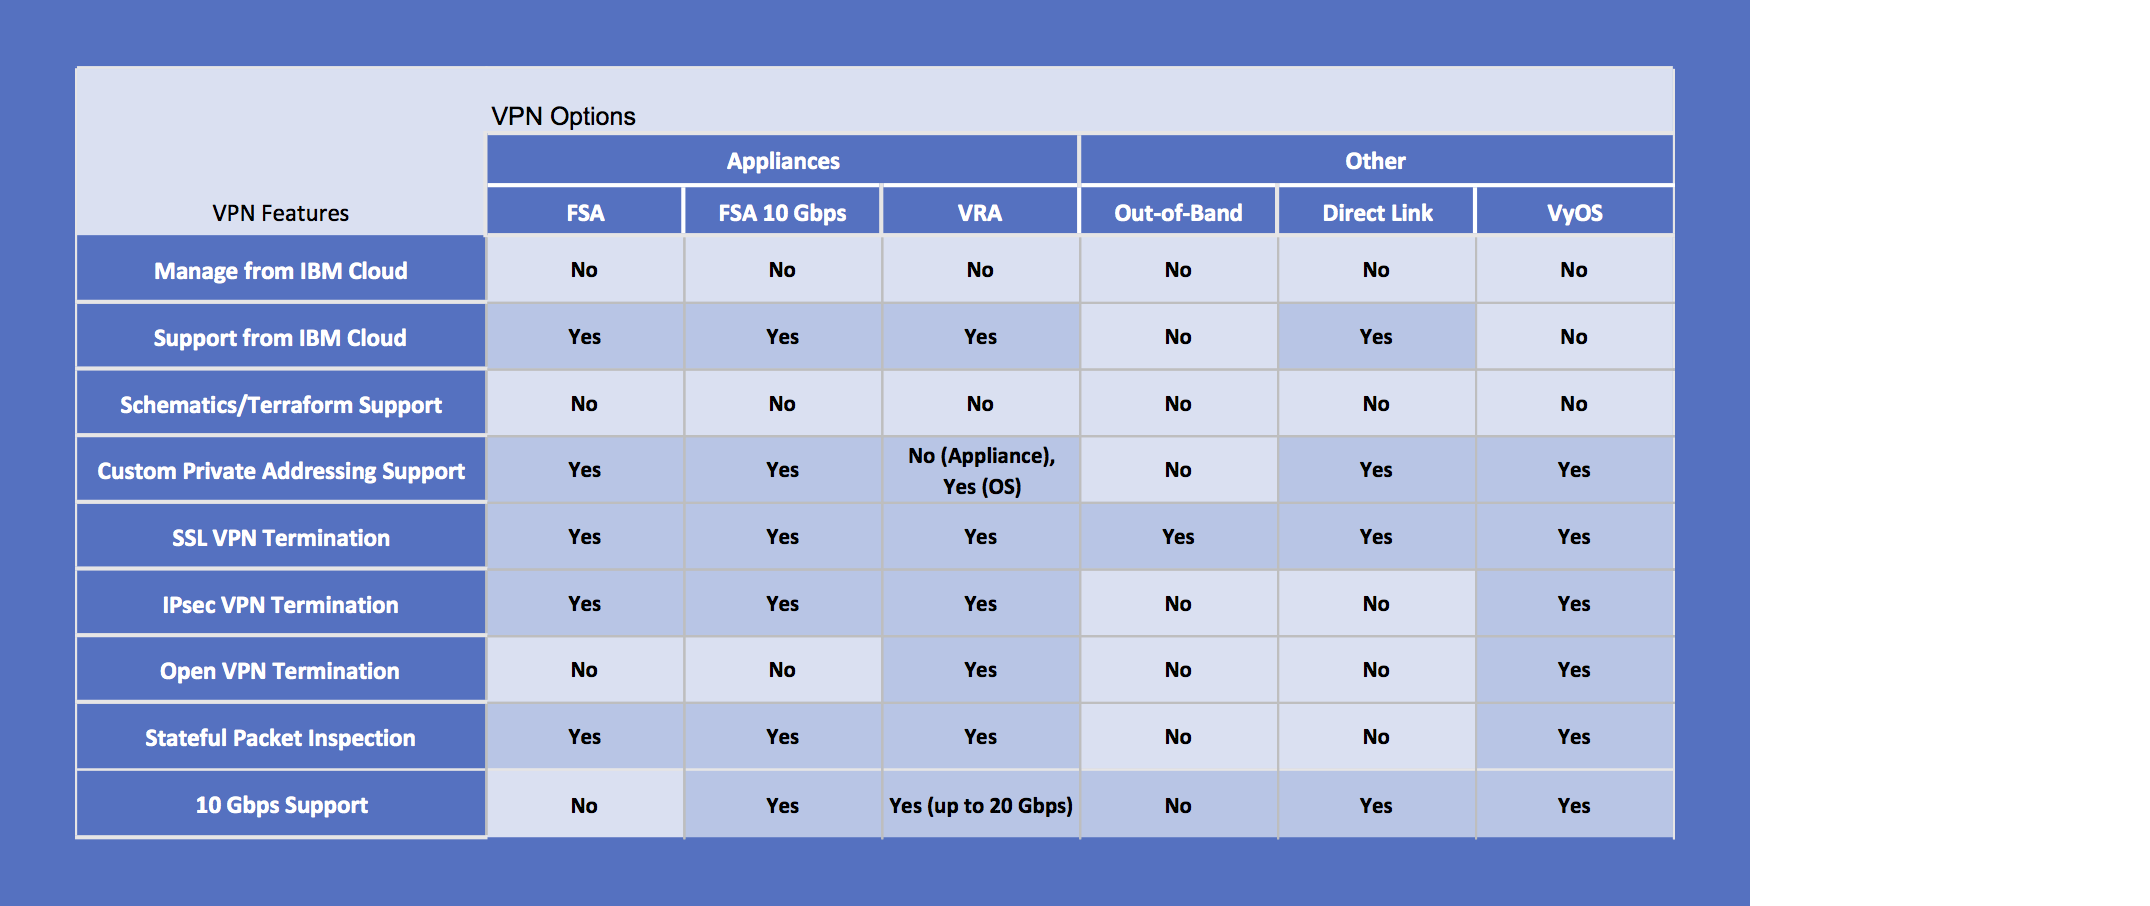 VPN Options
Appliances Other
VPN Features FSA FSA 10 Gbps VRA Out-of-Band Direct Link VyOS
Manage from IBM Cloud No No No No No No
Support from IBM Cloud Yes Yes Yes No Yes No
Schematics/Terraform Support No No No No No No
Custom Private Addressing Support Yes Yes No (Appliance), No Yes Yes
Yes (OS)
SSL VPN Termination Yes Yes Yes Yes Yes Yes
IPsec VPN Termination Yes Yes Yes No No Yes
Open VPN Termination No No Yes No No Yes
Stateful Packet Inspection Yes Yes Yes No No Yes
10 Gbps Support No Yes Yes (up to 20 Gbps) No Yes Yes